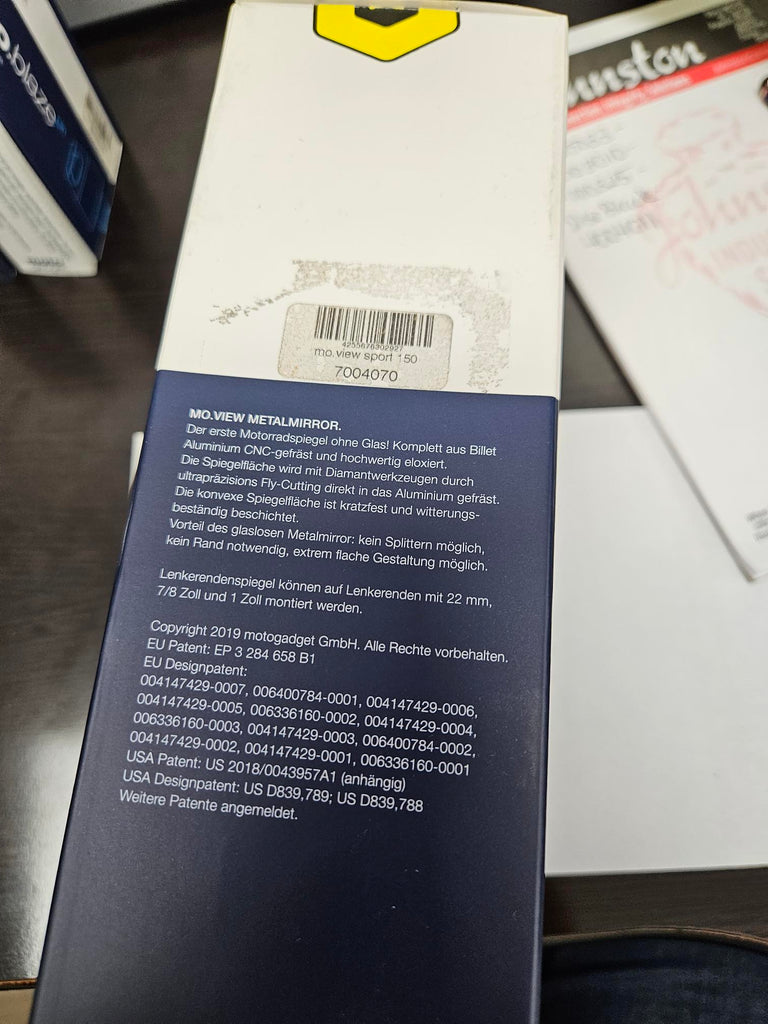 .blaze
nston
4255676302927
mo.view sport 150
7004070
MO.VIEW METALMIRROR.
Der erste Motorradspiegel ohne Glas! Komplett aus Billet
Aluminium CNC-gefräst und hochwertig eloxiert.
Die Spiegelfläche wird mit Diamantwerkzeugen durch
ultrapräzisions Fly-Cutting direkt in das Aluminium gefräst.
Die konvexe Spiegelfläche ist kratzfest und witterungs-
beständig beschichtet.
Vorteil des glaslosen Metalmirror: kein Splittern möglich,
kein Rand notwendig, extrem flache Gestaltung möglich.
Lenkerendenspiegel können auf Lenkerenden mit 22 mm,
7/8 Zoll und 1 Zoll montiert werden.
Copyright 2019 motogadget GmbH. Alle Rechte vorbehalten.
EU Patent: EP 3 284 658 B1
EU Designpatent:
004147429-0007, 006400784-0001, 004147429-0006,
004147429-0005, 006336160-0002, 004147429-0004,
006336160-0003, 004147429-0003, 006400784-0002,
004147429-0002, 004147429-0001, 006336160-0001
USA Patent: US 2018/0043957A1 (anhängig)
USA Designpatent: US D839,789; US D839,788
Weitere Patente angemeldet.